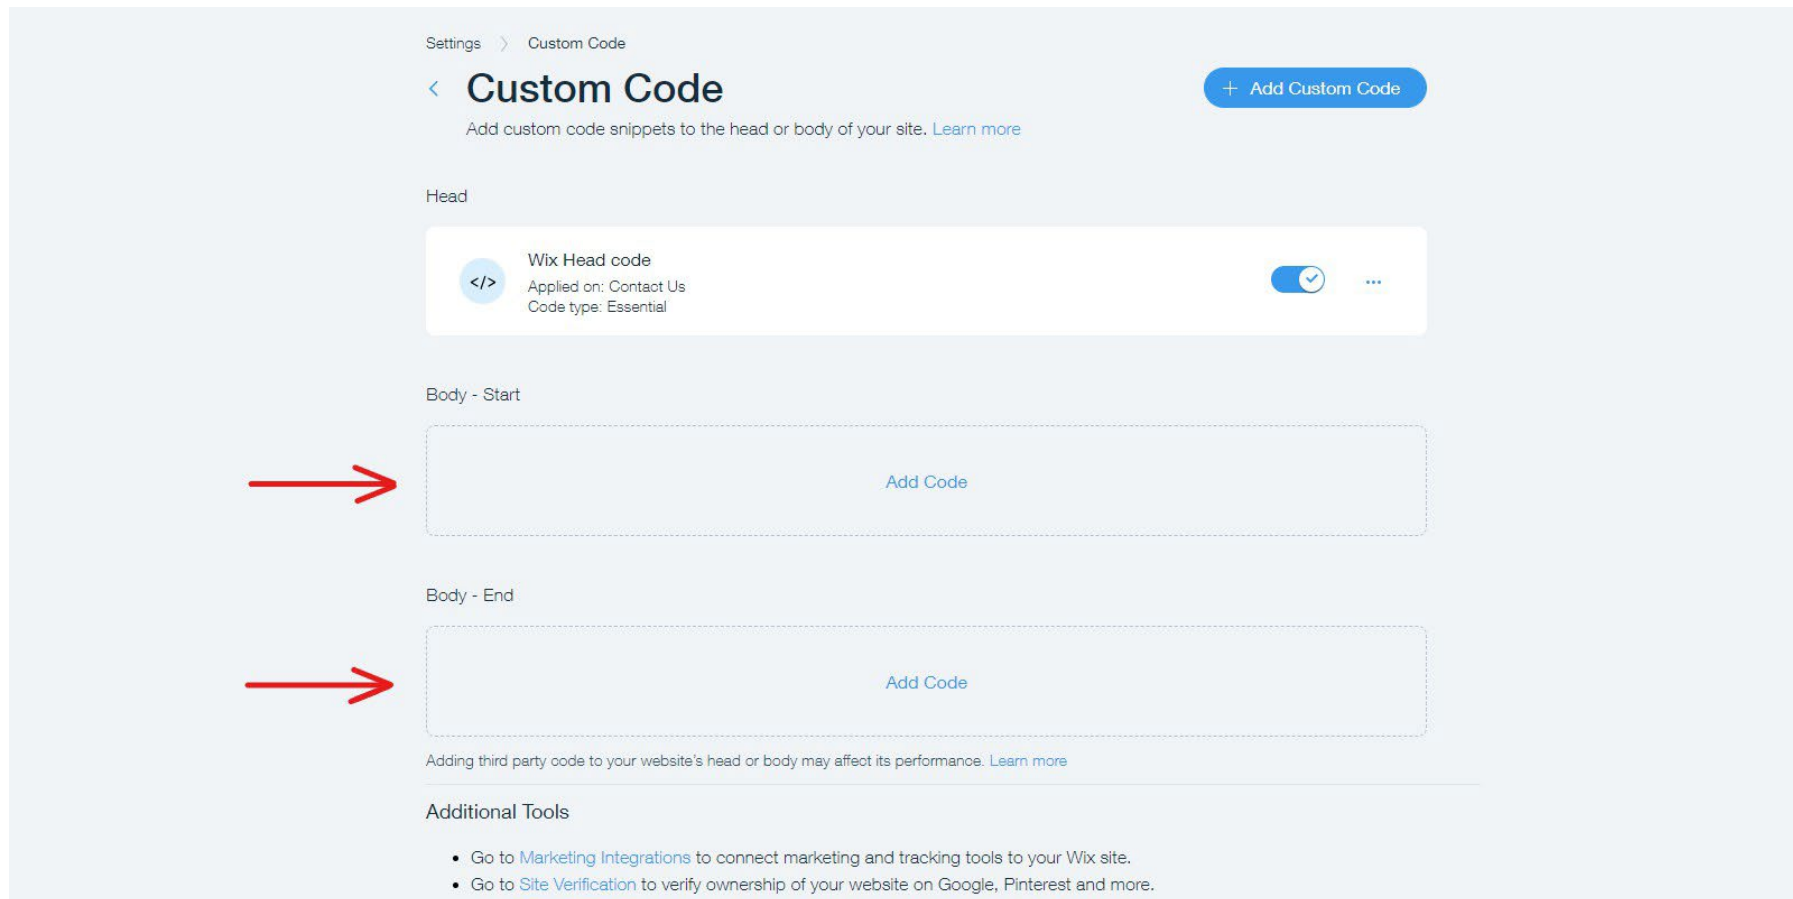 Settings > Custom Code
Custom Code
+ Add Custom Code
Add custom code snippets to the head or body of your site. Learn more
Head
</> Wix Head code
Applied on: Contact Us
Code type: Essential
Body - Start
Add Code
Body - End
Add Code
Adding third party code to your website's head or body may affect its performance. Learn more
Additional Tools
• Go to Marketing Integrations to connect marketing and tracking tools to your Wix site.
• Go to Site Verification to verify ownership of your website on Google, Pinterest and more.